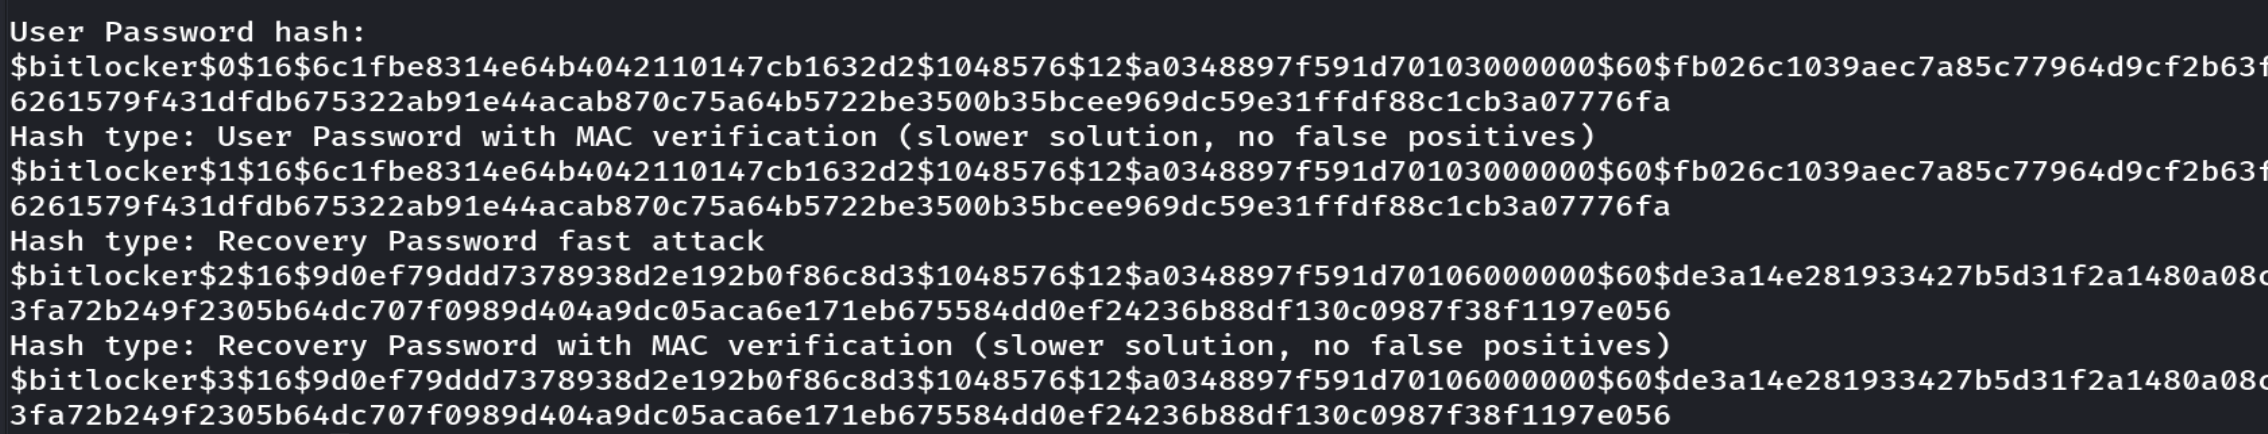 User Password hash:
$bitlocker$0$16$6c1fbe8314e64b4042110147cb1632d2$1048576$12$a0348897f591d70103000000$60$fb026c1039aec7a85c77964d9cf2b63f
6261579f431dfdb675322ab91e44acab870c75a64b5722be3500b35bcee969dc59e31ffdf88c1cb3a07776fa
Hash type: User Password with MAC verification (slower solution, no false positives)
$bitlocker$1$16$6c1fbe8314e64b4042110147cb1632d2$1048576$12$a0348897f591d70103000000$60$fb026c1039aec7a85c77964d9cf2b63f
6261579f431dfdb675322ab91e44acab870c75a64b5722be3500b35bcee969dc59e31ffdf88c1cb3a07776fa
Hash type: Recovery Password fast attack
$bitlocker$2$16$9d0ef79ddd7378938d2e192b0f86c8d3$1048576$12$a0348897f591d70106000000$60$de3a14e281933427b5d31f2a1480a08c
3fa72b249f2305b64dc707f0989d404a9dc05aca6e171eb675584dd0ef24236b88df130c0987f38f1197e056
Hash type: Recovery Password with MAC verification (slower solution, no false positives)
$bitlocker$3$16$9d0ef79ddd7378938d2e192b0f86c8d3$1048576$12$a0348897f591d70106000000$60$de3a14e281933427b5d31f2a1480a08c
3fa72b249f2305b64dc707f0989d404a9dc05aca6e171eb675584dd0ef24236b88df130c0987f38f1197e056